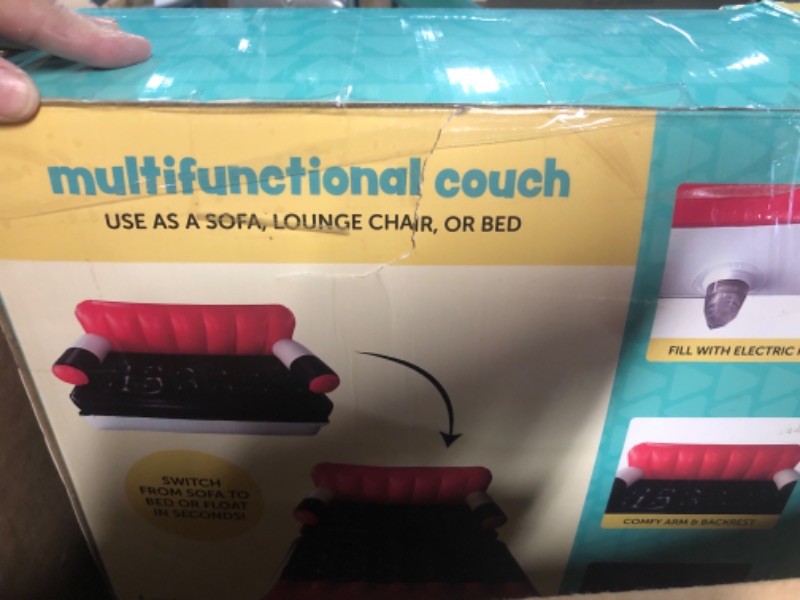 multifunctional couch
USE AS A SOFA, LOUNGE CHAIR, OR BED
FILL WITH ELECTRIC
SWITCH
FROM SOFA TO
BED OR FLOAT
IN SECONDS!
COMFY ARM & BACKREST